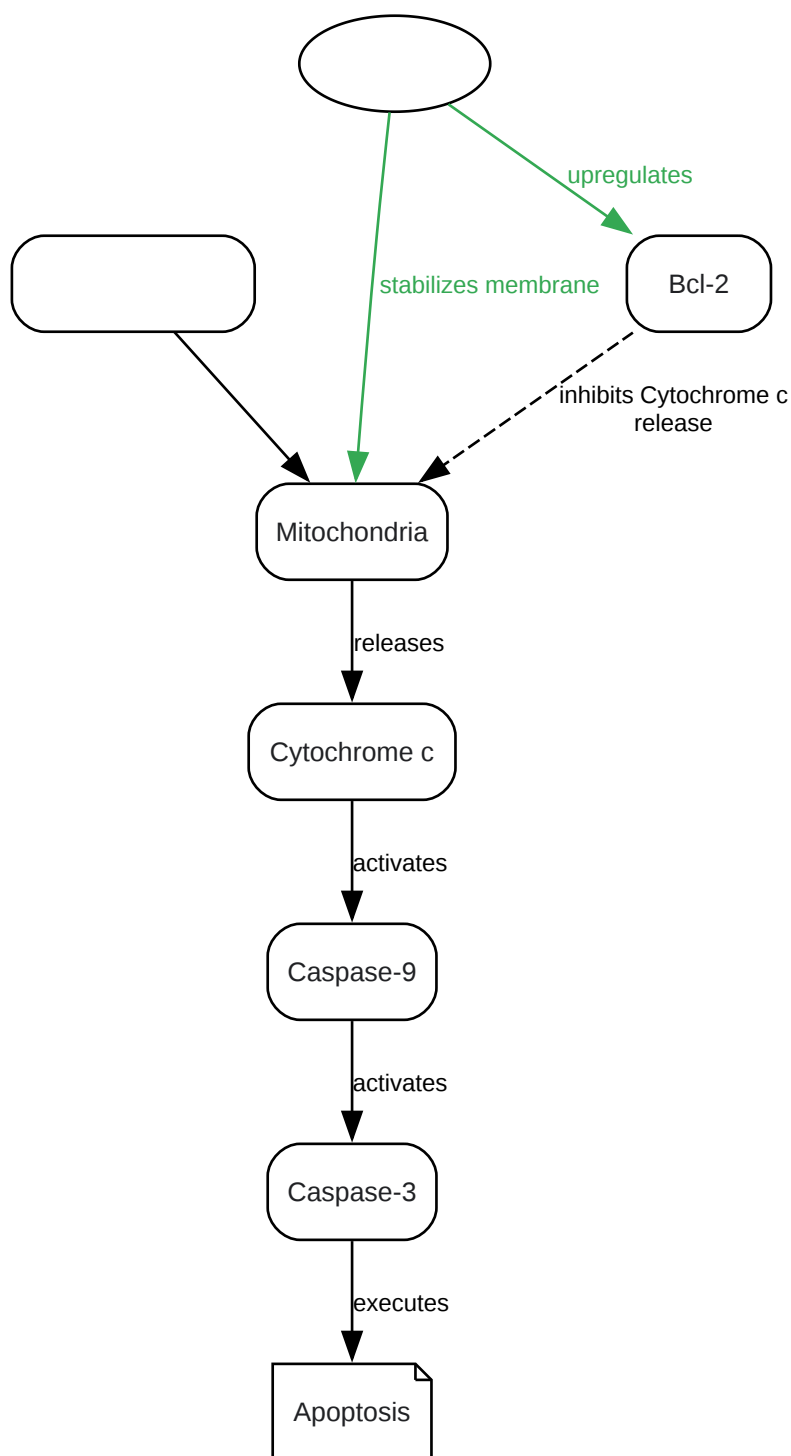 upregulates
stabilizes membrane
Bcl-2
inhibits Cytochrome c
release
Mitochondria
releases
Cytochrome c
activates
Caspase-9
activates
Caspase-3
executes
Apoptosis